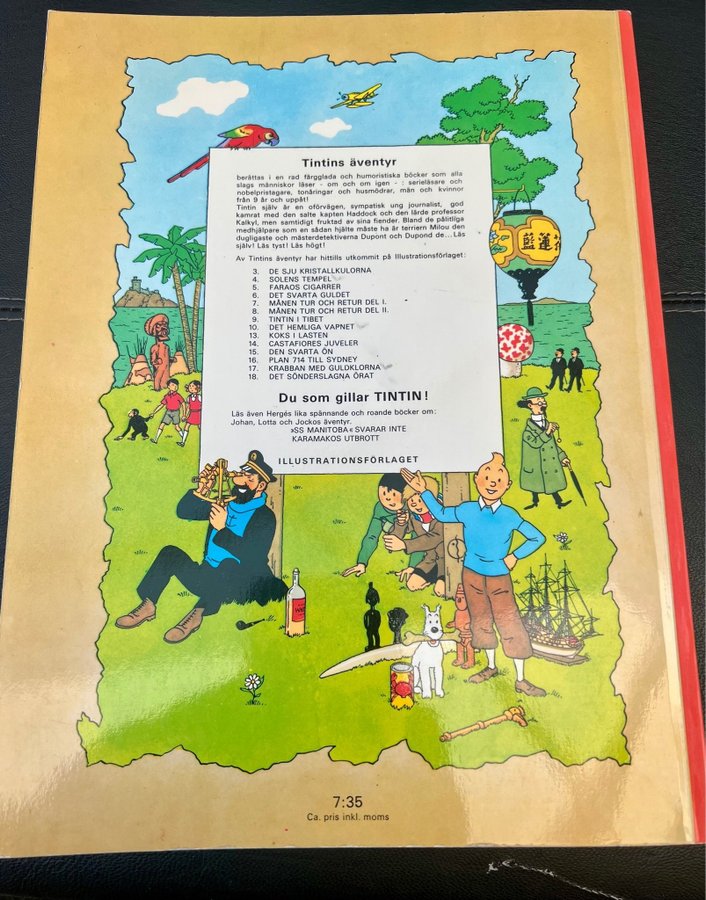 Tintins äventyr
berättas i en rad färgglada och humoristiska böcker som alla
slags människor läser - om och om igen - : serieläsare och
nobelpristagare, tonåringar och husmödrar, män och kvinnor
från 9 år och uppåt!
Tintin själv är en oförvägen, sympatisk ung journalist, god
kamrat med den salte kapten Haddock och den lärde professor
Kalkyl, men samtidigt fruktad av sina fiender. Bland de pålitliga
medhjälpare som en sådan hjälte måste ha är terriern Milou den
dugligaste och mästerdetektiverna Dupont och Dupond de... Läs
själv! Läs tyst! Läs högt!
Av Tintins äventyr har hittills utkommit på Illustrationsförlaget:
3. DE SJU KRISTALLKULORNA
4. SOLENS TEMPEL
5. FARAOS CIGARRER
6. DET SVARTA GULDET
7. MÅNEN TUR OCH RETUR DEL I.
8. MÅNEN TUR OCH RETUR DEL II.
9. TINTIN I TIBET
10. DET HEMLIGA VAPNET
13. KOKS I LASTEN
14. CASTAFIORES JUVELER
15. DEN SVARTA ÖN
16. PLAN 714 TILL SYDNEY
17. KRABBAN MED GULDKLORNA
18. DET SÖNDERSLAGNA ÖRAT
Du som gillar TINTIN!
Läs även Hergés lika spännande och roande böcker om:
Johan, Lotta och Jockos äventyr.
»SS MANITOBA« SVARAR INTE
KARAMAKOS UTBROTT
ILLUSTRATIONSFÖRLAGET
藍蓮
7:35
Ca. pris inkl. moms